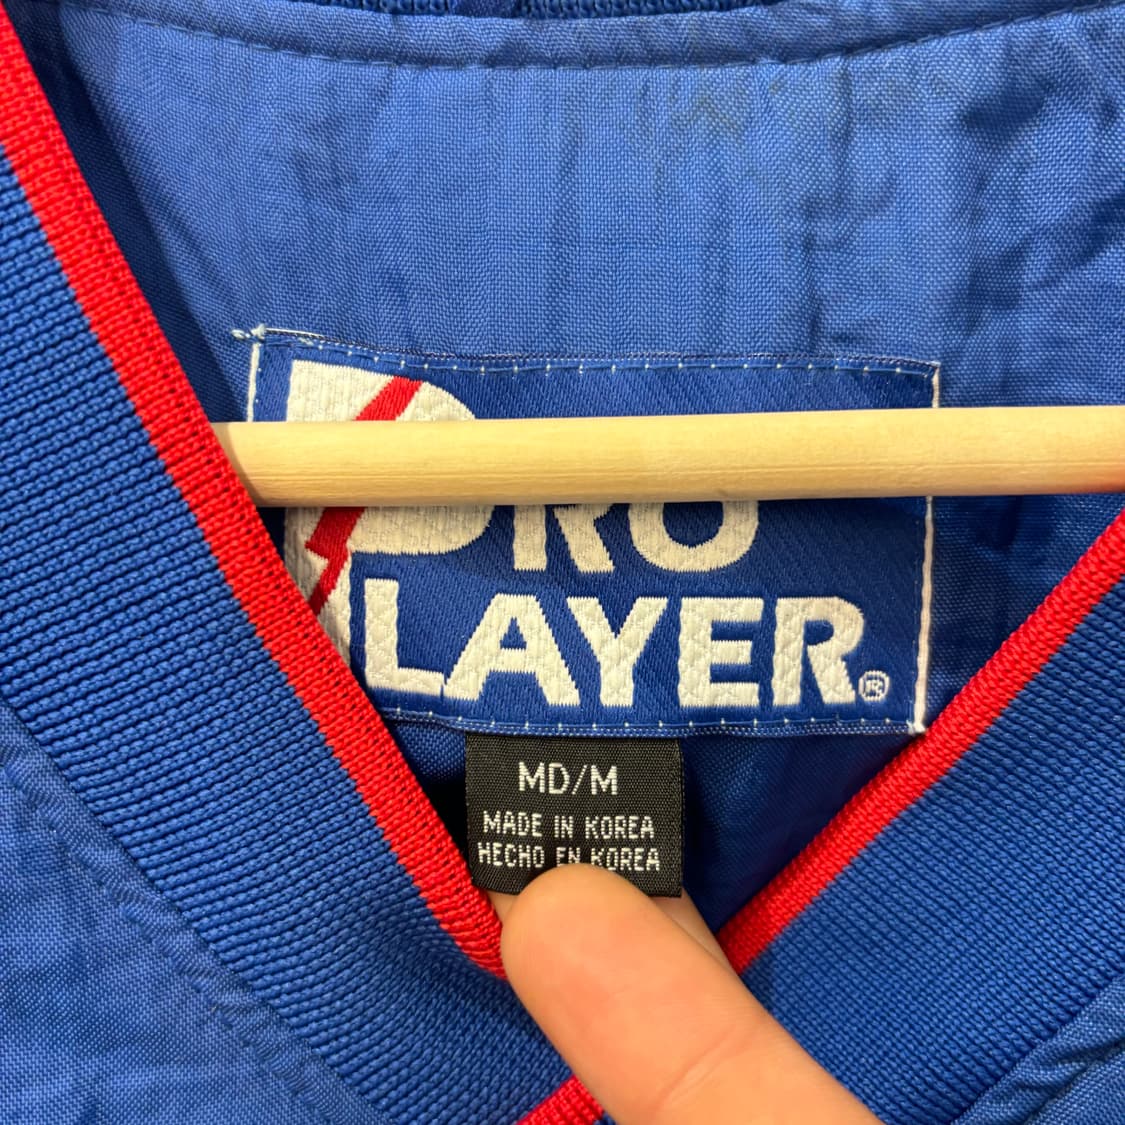 PRO
PLAYER®
MD/M
MADE IN KOREA
HECHO EN KOREA